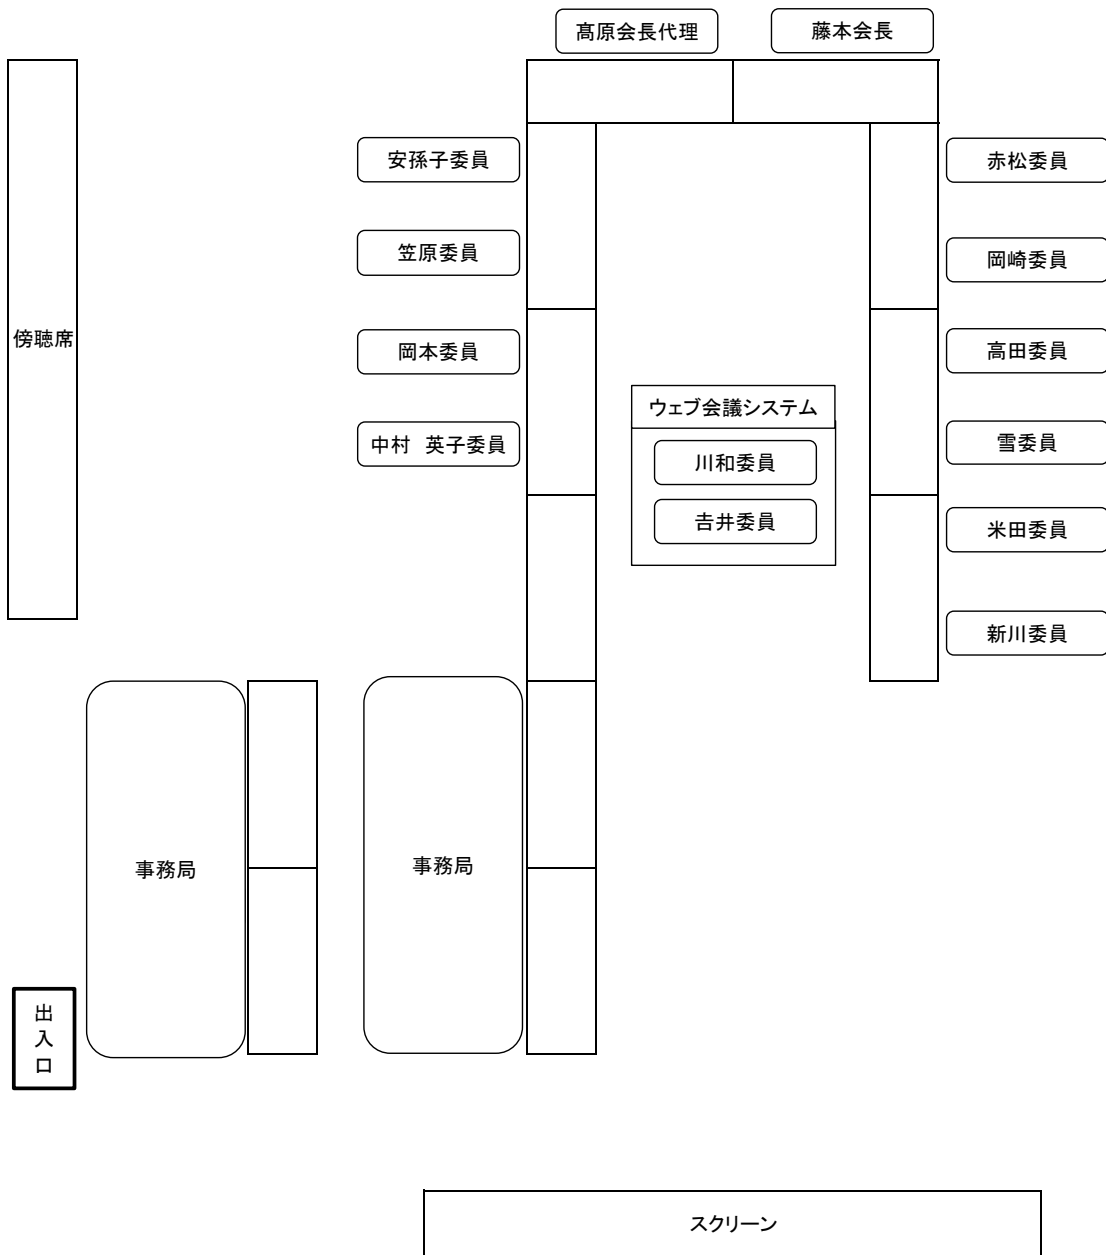 髙原会長代理
藤本会長
安孫子委員
赤松委員
笠原委員
岡崎委員
傍聴席
岡本委員
高田委員
ウェブ会議システム
中村　英子委員
雪委員
川和委員
𠮷井委員
米田委員
新川委員
事務局
事務局
出
入
口
スクリーン